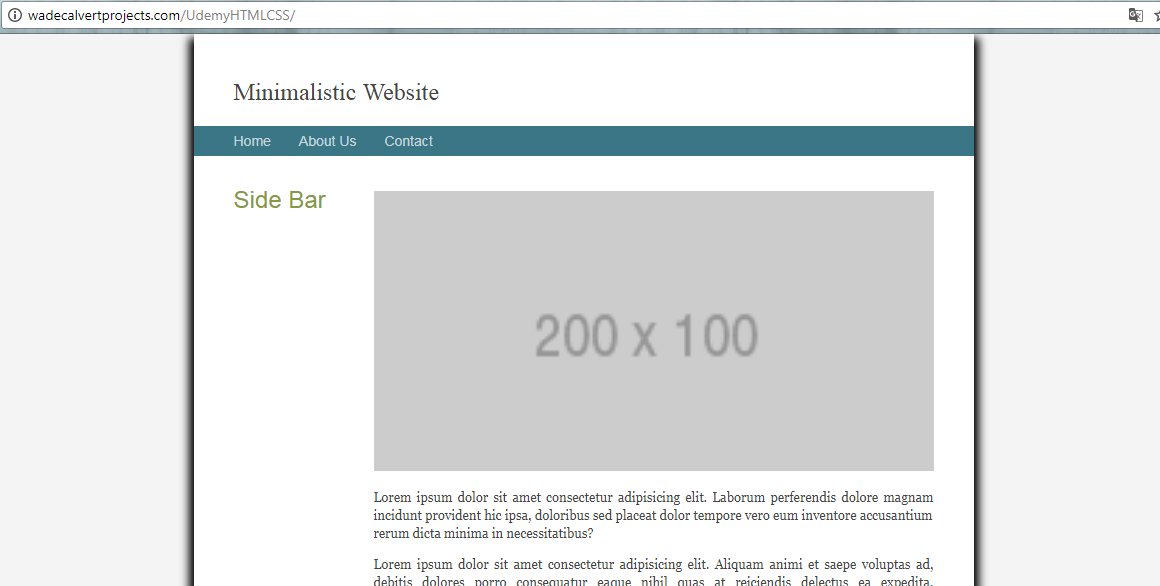 wadecalvertprojects.com/UdemyHTMLCSS/
Minimalistic Website
Home About Us Contact
Side Bar
200 x 100
Lorem ipsum dolor sit amet consectetur adipisicing elit. Laborum perferendis dolore magnam
incidunt provident hic ipsa, doloribus sed placeat dolor tempore vero eum inventore accusantium
rerum dicta minima in necessitatibus?
Lorem ipsum dolor sit amet consectetur adipisicing elit. Aliquam animi et saepe voluptas ad,
debitis dolores porro consequatur eaque nihil quas at reiciendis delectus ea expedita.